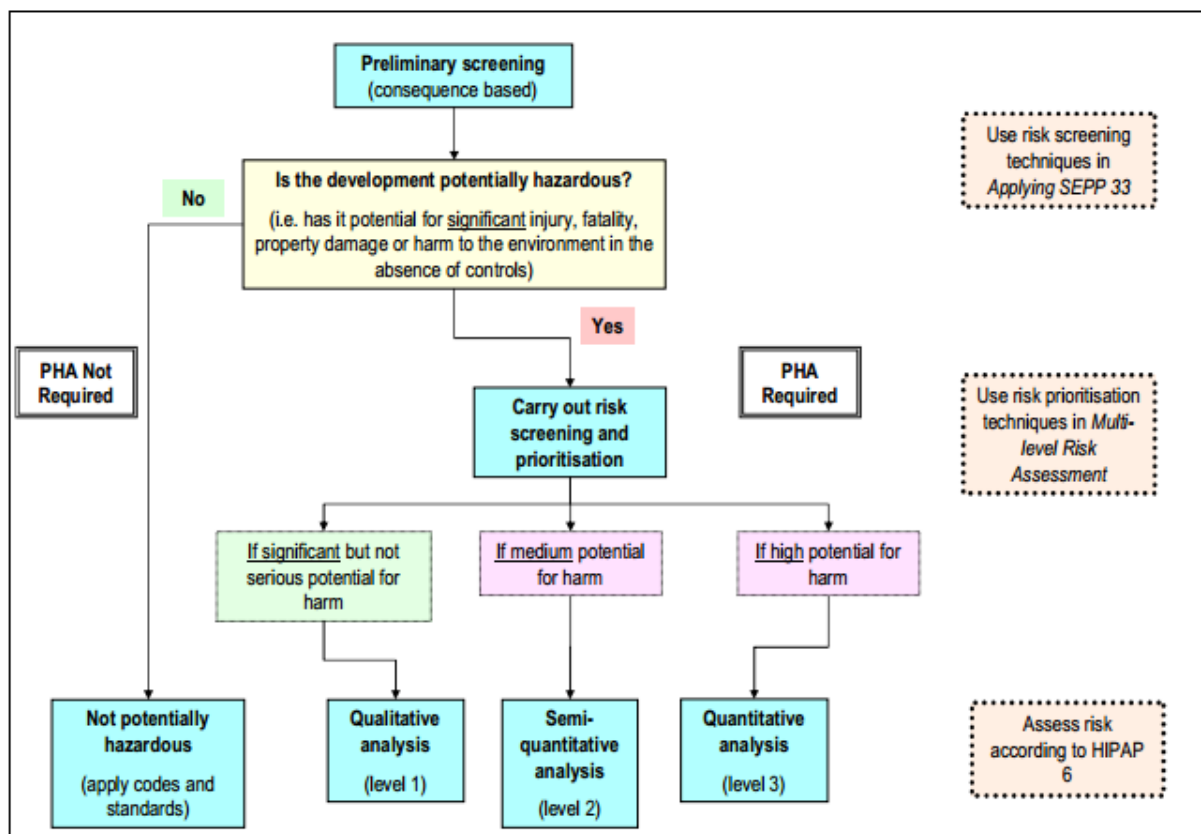 Preliminary screening
(consequence based)
Use risk screening
techniques in
Applying SEPP 33
Is the development potentially hazardous?
(i.e. has it potential for significant injury, fatality,
property damage or harm to the environment in the
absence of controls)
No
Yes
PHA Not
Required
PHA
Required
Carry out risk
screening and
prioritisation
Use risk prioritisation
techniques in Multi-
level Risk
Assessment
If significant but not
serious potential for
harm
If medium potential
for harm
If high potential for
harm
Not potentially
hazardous
(apply codes and
standards)
Qualitative
analysis
(level 1)
Semi-
quantitative
analysis
(level 2)
Quantitative
analysis
(level 3)
Assess risk
according to HIPAP
6